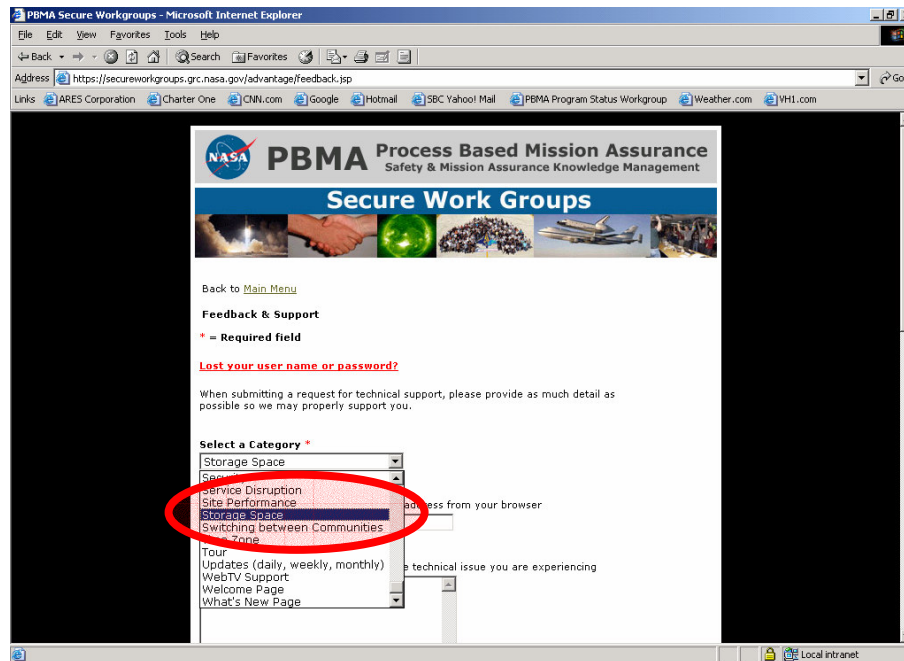 PBMA Secure Workgroups - Microsoft Internet Explorer
File Edit View Favorites Tools Help
Back Search Favorites
Address https://secureworkgroups.grc.nasa.gov/advantage/feedback.jsp Go
Links ARES Corporation Charter One CNN.com Google Hotmail SBC Yahoo! Mail PBMA Program Status Workgroup Weather.com VH1.com
NASA PBMA Process Based Mission Assurance
Safety & Mission Assurance Knowledge Management
Secure Work Groups
Back to Main Menu
Feedback & Support
* = Required field
Lost your user name or password?
When submitting a request for technical support, please provide as much detail as
possible so we may properly support you.
Select a Category *
Storage Space
Security
Service Disruption
Site Performance
address from your browser
Storage Space
Switching between Communities
Time Zone
Tour
Updates (daily, weekly, monthly)
technical issue you are experiencing
WebTV Support
Welcome Page
What's New Page
Local intranet